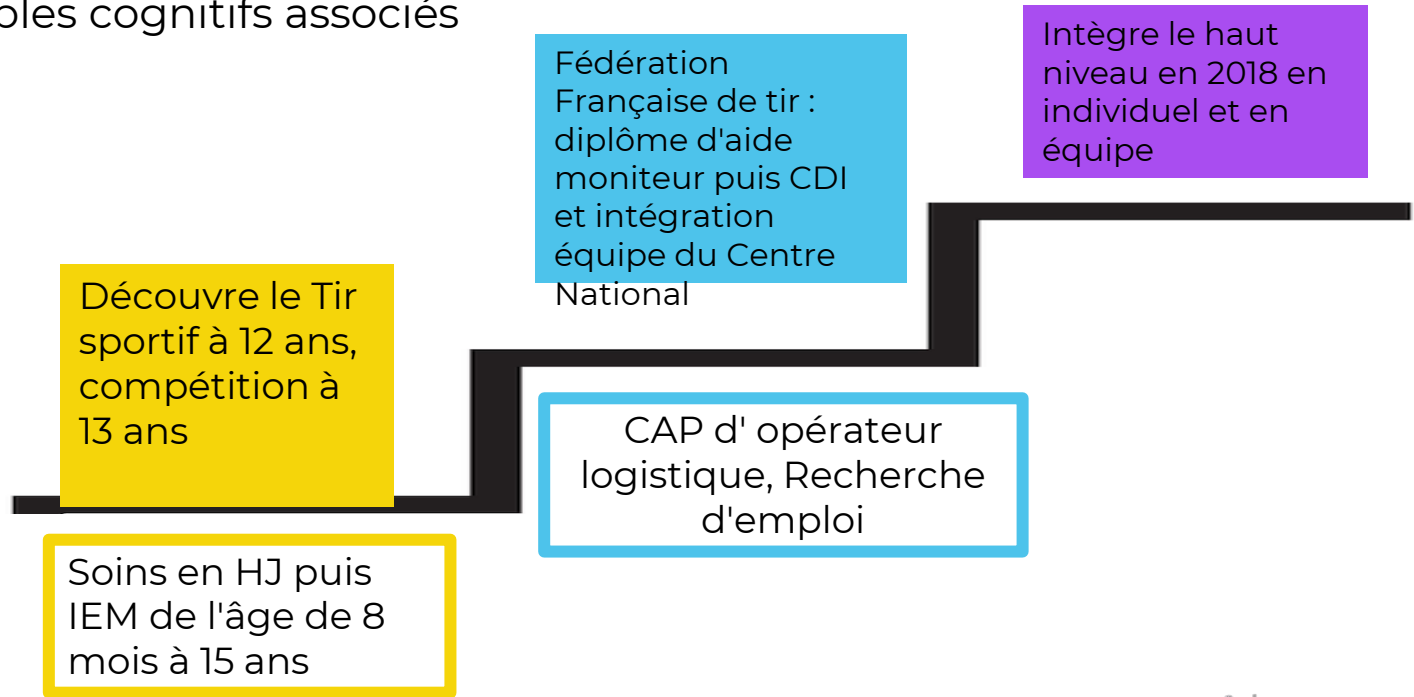 cognitifs associés
Intègre le haut
niveau en 2018 en
individuel et en
équipe
Fédération
Française de tir :
diplôme d'aide
moniteur puis CDI
et intégration
équipe du Centre
National
Découvre le Tir
sportif à 12 ans,
compétition à
13 ans
CAP d' opérateur
logistique, Recherche
d'emploi
Soins en HJ puis
IEM de l'âge de 8
mois à 15 ans